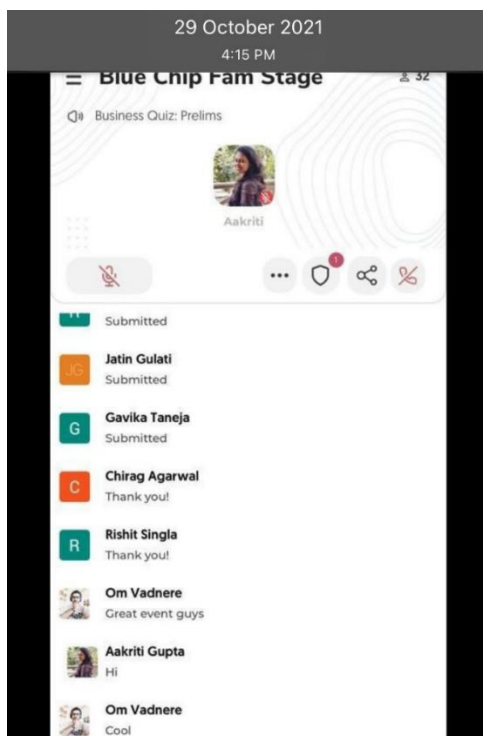 29 October 2021
4:15 PM
Blue Chip Fam Stage
32
Business Quiz: Prelims
Aakriti
1
Submitted
JG
Jatin Gulati
Submitted
G
Gavika Taneja
Submitted
C
Chirag Agarwal
Thank you!
R
Rishit Singla
Thank you!
Om Vadnere
Great event guys
Aakriti Gupta
Hi
Om Vadnere
Cool